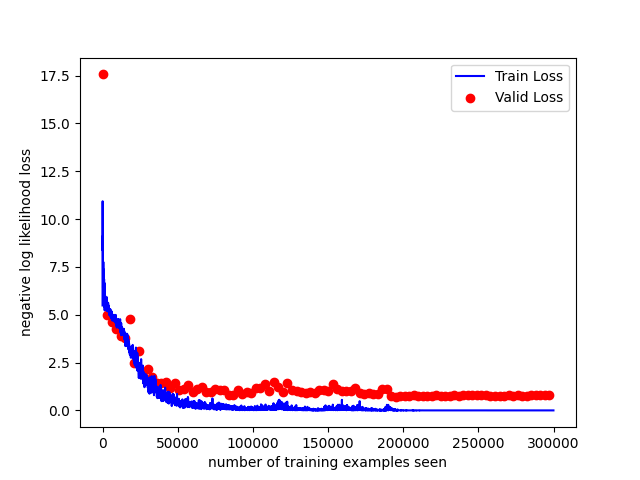 Train Loss
Valid Loss
17.5
15.0
12.5
10.0
7.5
5.0
2.5
0.0
negative log likelihood loss
0 50000 100000 150000 200000 250000 300000
number of training examples seen